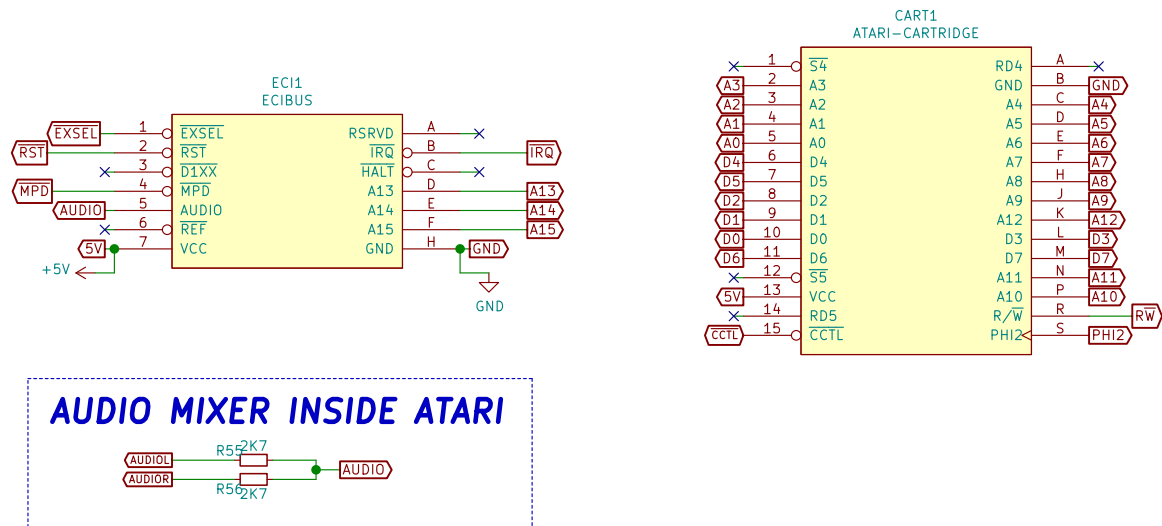 CART1
ATARI-CARTRIDGE
ECI1
ECIBUS
EXSEL 1 EXSEL RSRVD A
RST 2 RST IRQ B IRQ
3 D1XX HALT C
MPD 4 MPD A13 D A13
AUDIO 5 AUDIO A14 E A14
6 REF A15 F A15
5V 7 VCC GND H GND
+5V
GND
1 S4 RD4 A
A3 2 A3 GND B GND
A2 3 A2 A4 C A4
A1 4 A1 A5 D A5
A0 5 A0 A6 E A6
D4 6 D4 A7 F A7
D5 7 D5 A8 H A8
D2 8 D2 A9 J A9
D1 9 D1 A12 K A12
D0 10 D0 D3 L D3
D6 11 D6 D7 M D7
12 S5 A11 N A11
5V 13 VCC A10 P A10
14 RD5 R/W R RW
CCTL 15 CCTL PHI2 S PHI2
AUDIO MIXER INSIDE ATARI
R55 2K7
AUDIOL
AUDIO
AUDIOR
R56 2K7